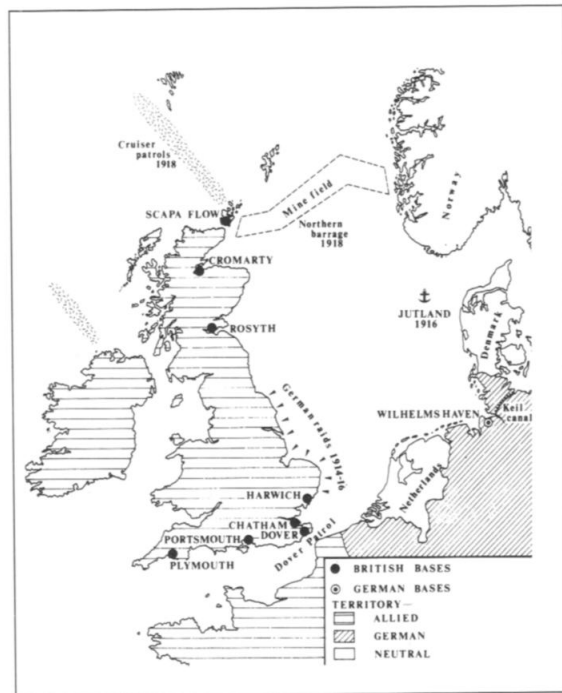 Cruiser
patrols
1918
SCAPA FLOW
Mine field
Northern
barrage
1918
Norway
CROMARTY
JUTLAND
1916
ROSYTH
Denmark
German raids 1914-16
WILHELMS HAVEN
Keil
canal
Netherlands
HARWICH
CHATHAM
DOVER
PORTSMOUTH
Dover Patrol
PLYMOUTH
BRITISH BASES
GERMAN BASES
TERRITORY—
ALLIED
GERMAN
NEUTRAL